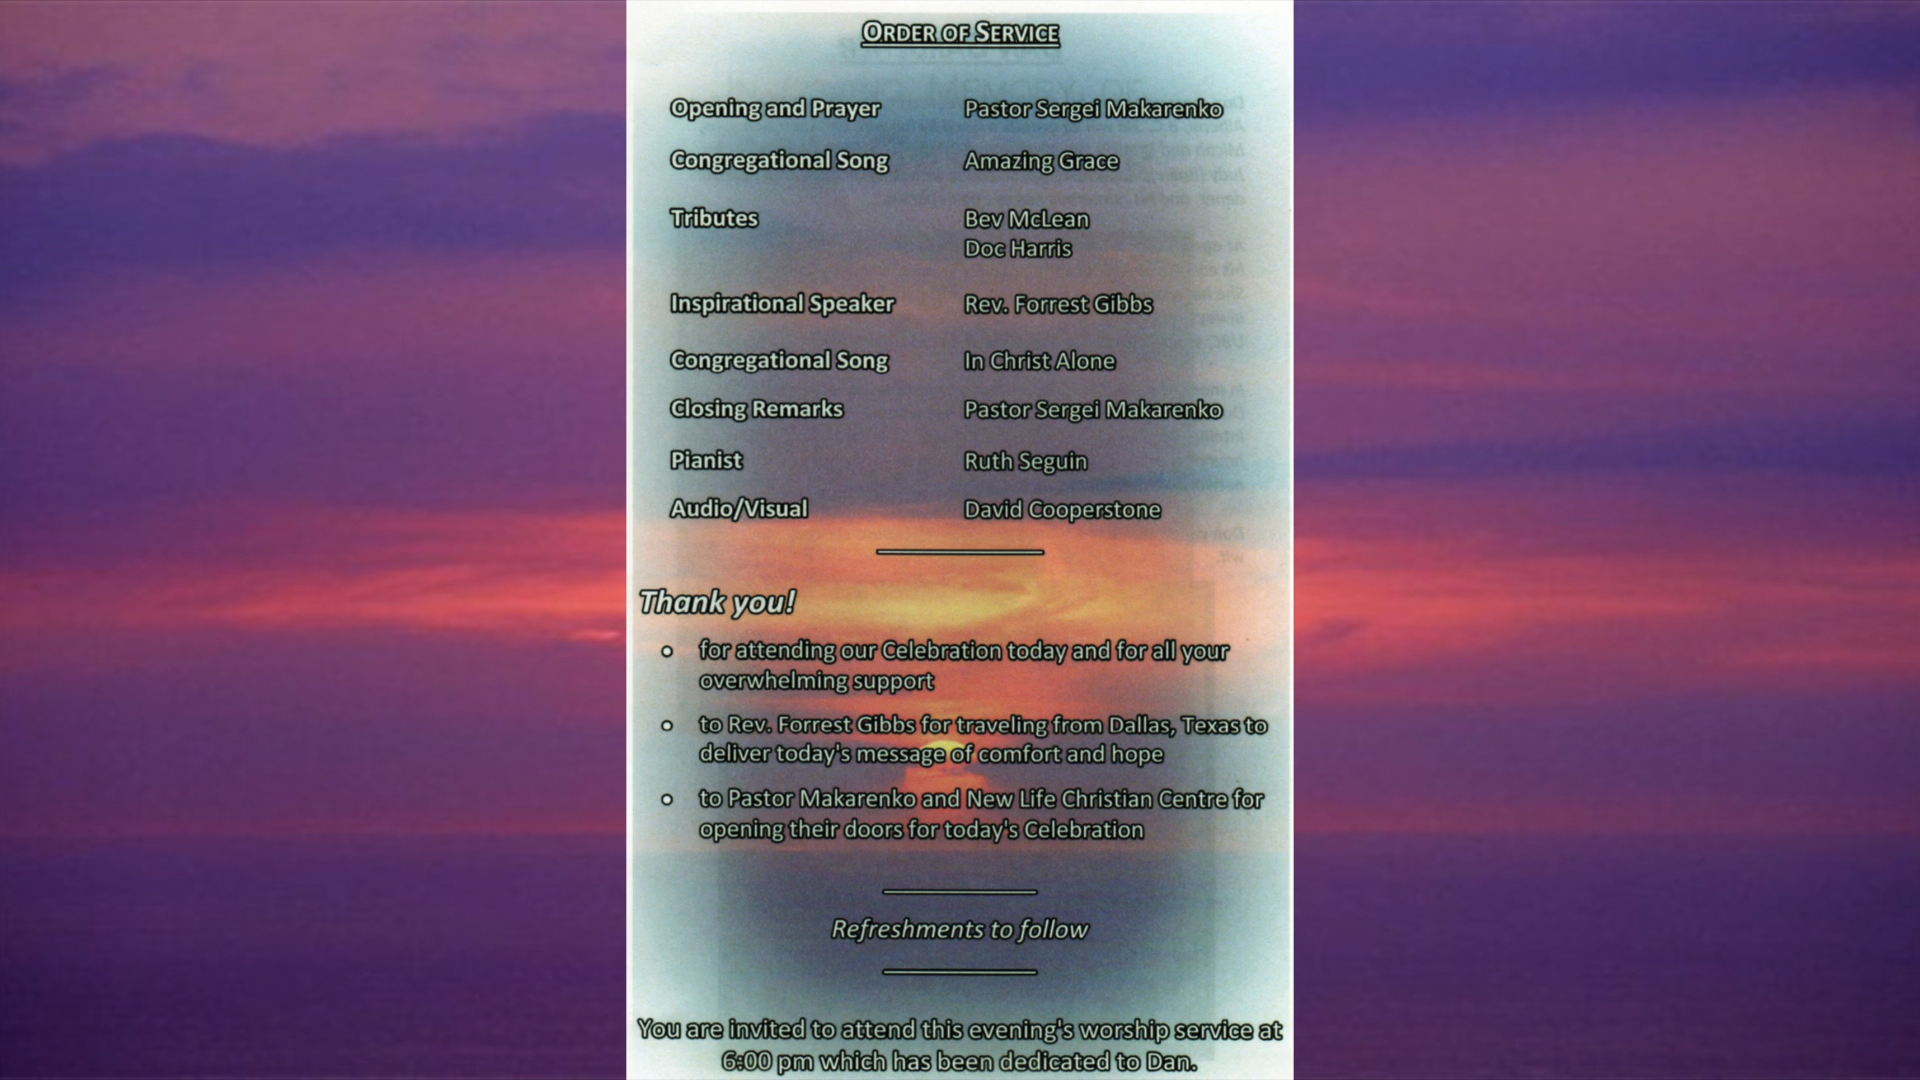 ORDER OF SERVICE
Opening and Prayer Pastor Sergei Makarenko
Congregational Song Amazing Grace
Tributes Bev McLean
Doc Harris
Inspirational Speaker Rev. Forrest Gibbs
Congregational Song In Christ Alone
Closing Remarks Pastor Sergei Makarenko
Pianist Ruth Seguin
Audio/Visual David Cooperstone
Thank you!
• for attending our Celebration today and for all your
overwhelming support
• to Rev. Forrest Gibbs for traveling from Dallas, Texas to
deliver today's message of comfort and hope
• to Pastor Makarenko and New Life Christian Centre for
opening their doors for today's Celebration
Refreshments to follow
You are invited to attend this evening's worship service at
6:00 pm which has been dedicated to Dan.